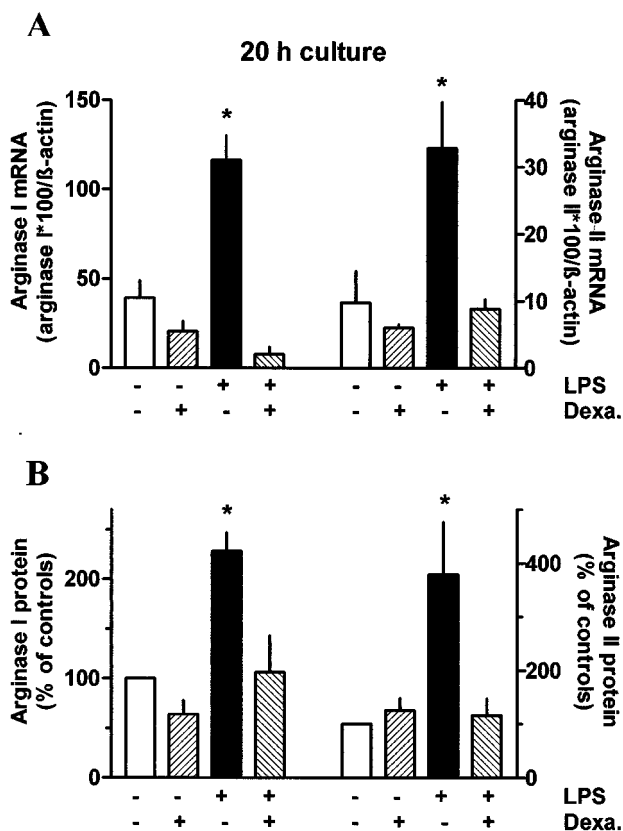 A
20 h culture
Arginase I mRNA
(arginase I*100/ß-actin)
150
100
50
0
*
*
40
30
20
10
0
Arginase-II mRNA
(arginase II*100/ß-actin)
- - + + - - + + LPS
- + - + - + - + Dexa.
B
Arginase I protein
(% of controls)
200
100
0
*
*
400
200
0
Arginase II protein
(% of controls)
- - + + - - + + LPS
- + - + - + - + Dexa.